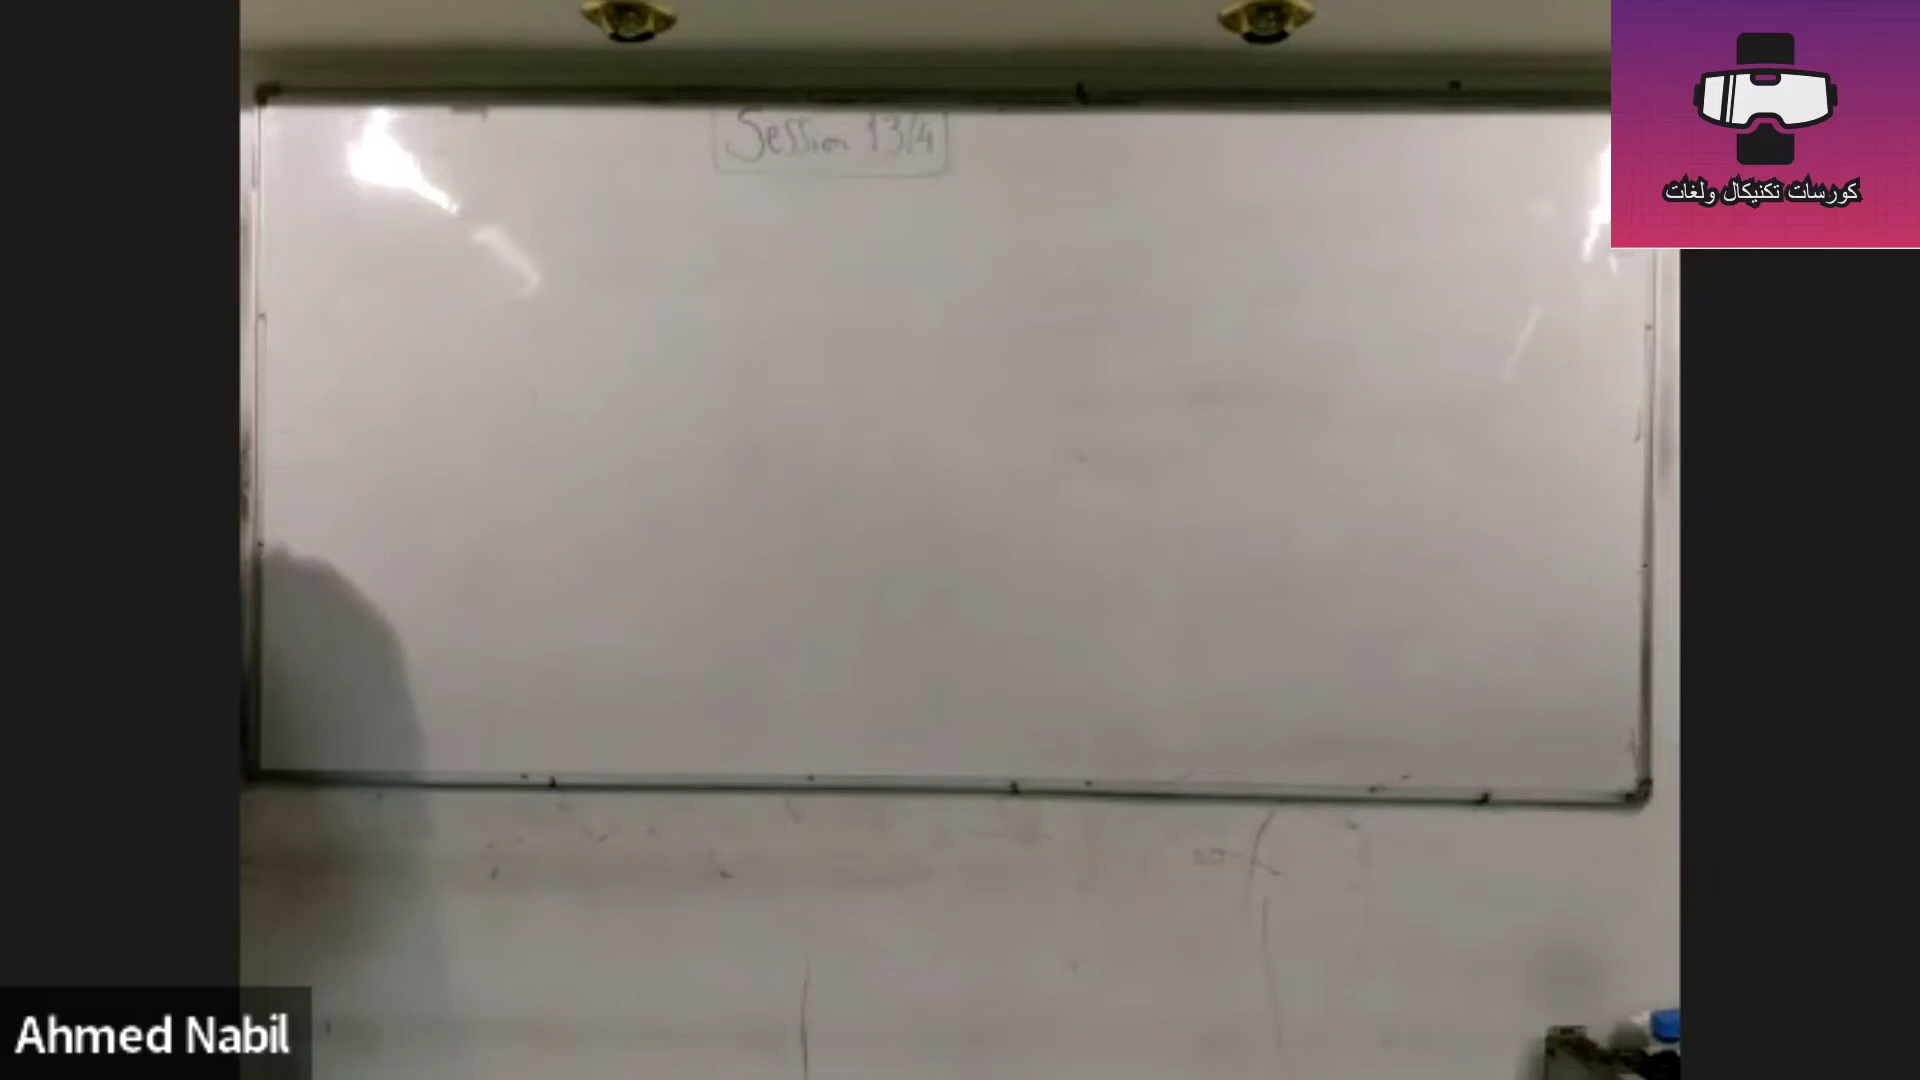 Session 13/4
كورسات تكنيكال ولغات
Ahmed Nabil